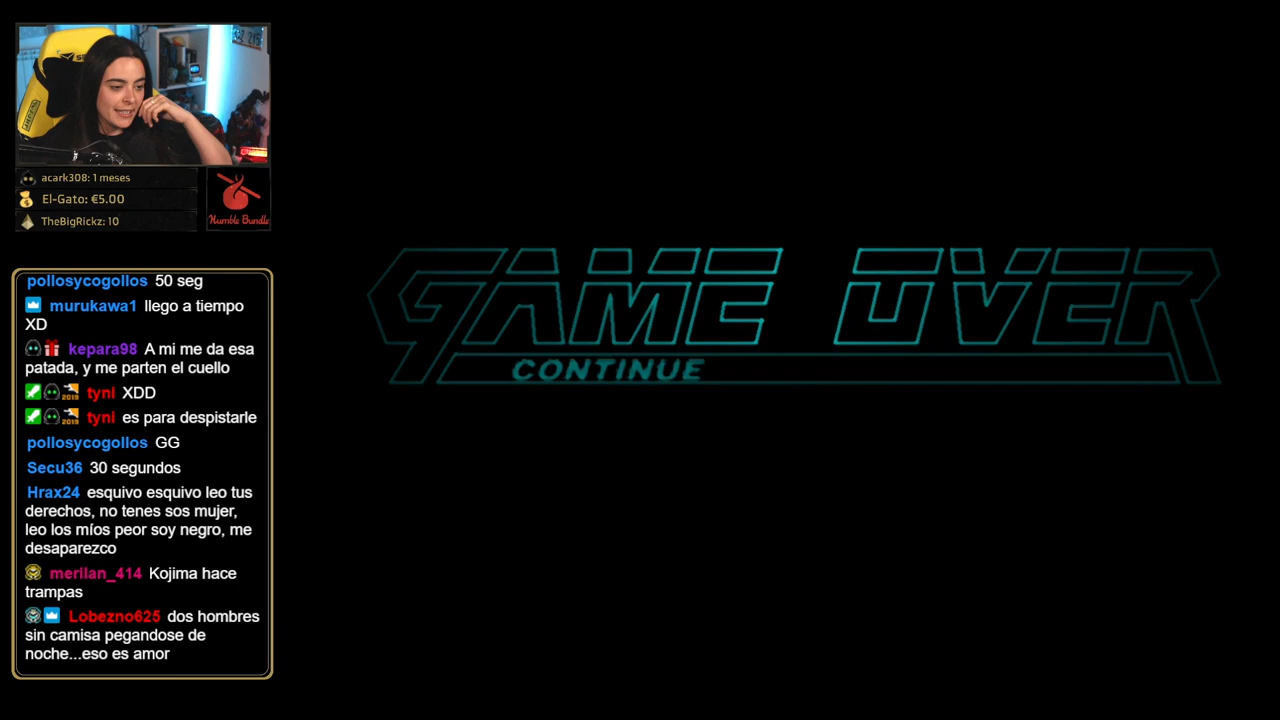 acark308: 1 meses
El-Gato: €5.00
TheBigRickz: 10
Humble Bundle
pollosycogollos 50 seg
murukawa1 llego a tiempo
XD
kepara98 A mi me da esa
patada, y me parten el cuello
tynl XDD
tynl es para despistarle
pollosycogollos GG
Secu36 30 segundos
Hrax24 esquivo esquivo leo tus
derechos, no tenes sos mujer,
leo los míos peor soy negro, me
desaparezco
merilan_414 Kojima hace
trampas
Lobezno625 dos hombres
sin camisa pegandose de
noche...eso es amor
GAME OVER
CONTINUE